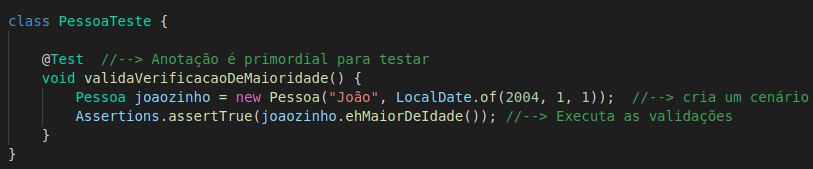 class PessoaTeste {
@Test //--> Anotação é primordial para testar
void validaVerificacaoDeMaioridade() {
Pessoa joaozinho = new Pessoa("João", LocalDate.of(2004, 1, 1)); //--> cria um cenário
Assertions.assertTrue(joaozinho.ehMaiorDeIdade()); //--> Executa as validações
}
}